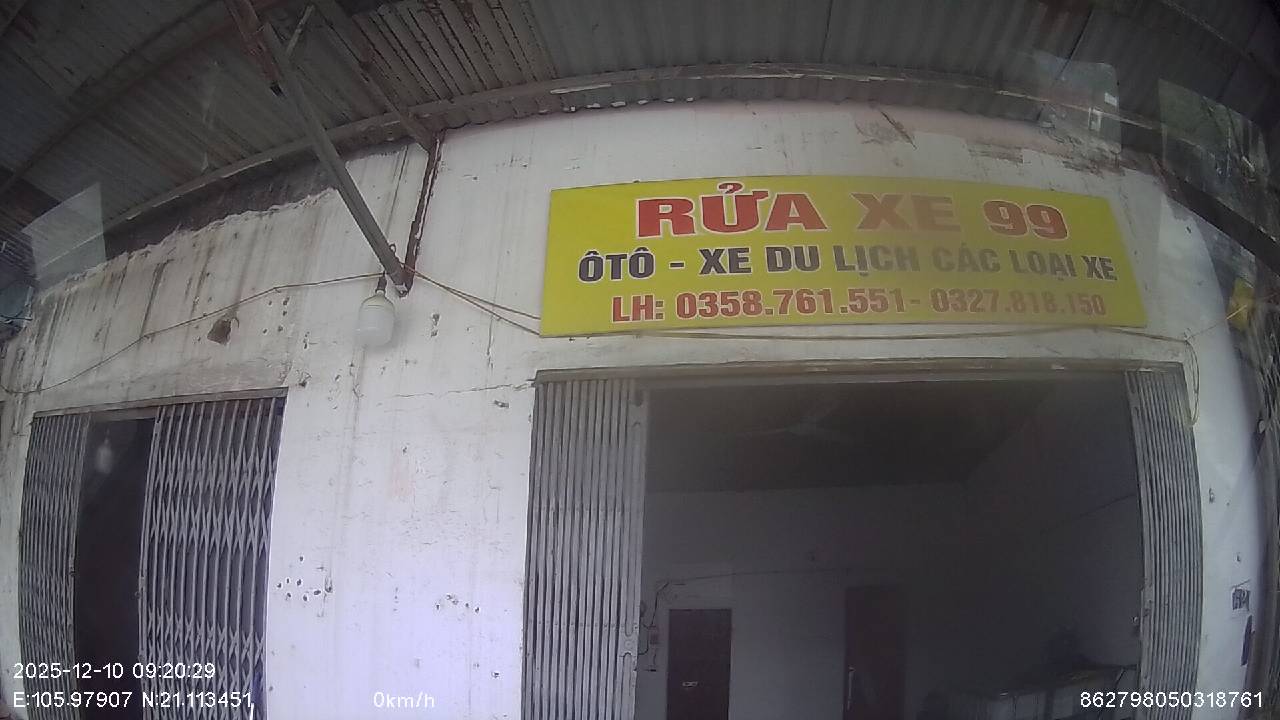 RỬA XE 99
ÔTÔ - XE DU LỊCH CÁC LOẠI XE
LH: 0358.761.551- 0327.818.150
2025-12-10 09:20:29
E:105.97907 N:21.113451 0km/h 862798050318761